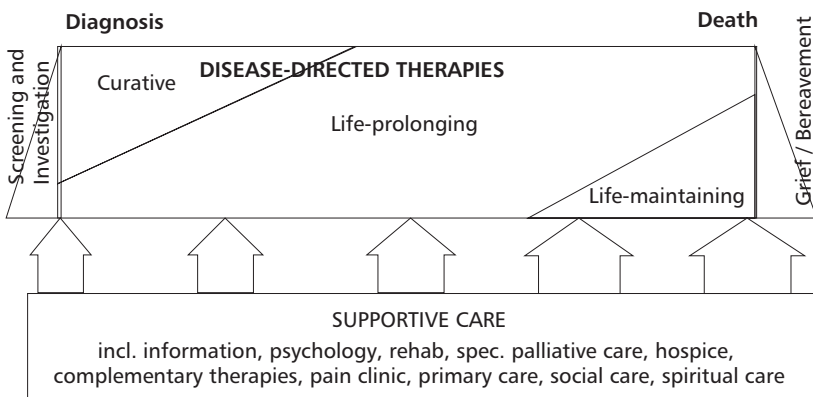 Diagnosis
Death
Screening and
Investigation
DISEASE-DIRECTED THERAPIES
Curative
Life-prolonging
Life-maintaining
Grief / Bereavement
SUPPORTIVE CARE
incl. information, psychology, rehab, spec. palliative care, hospice,
complementary therapies, pain clinic, primary care, social care, spiritual care